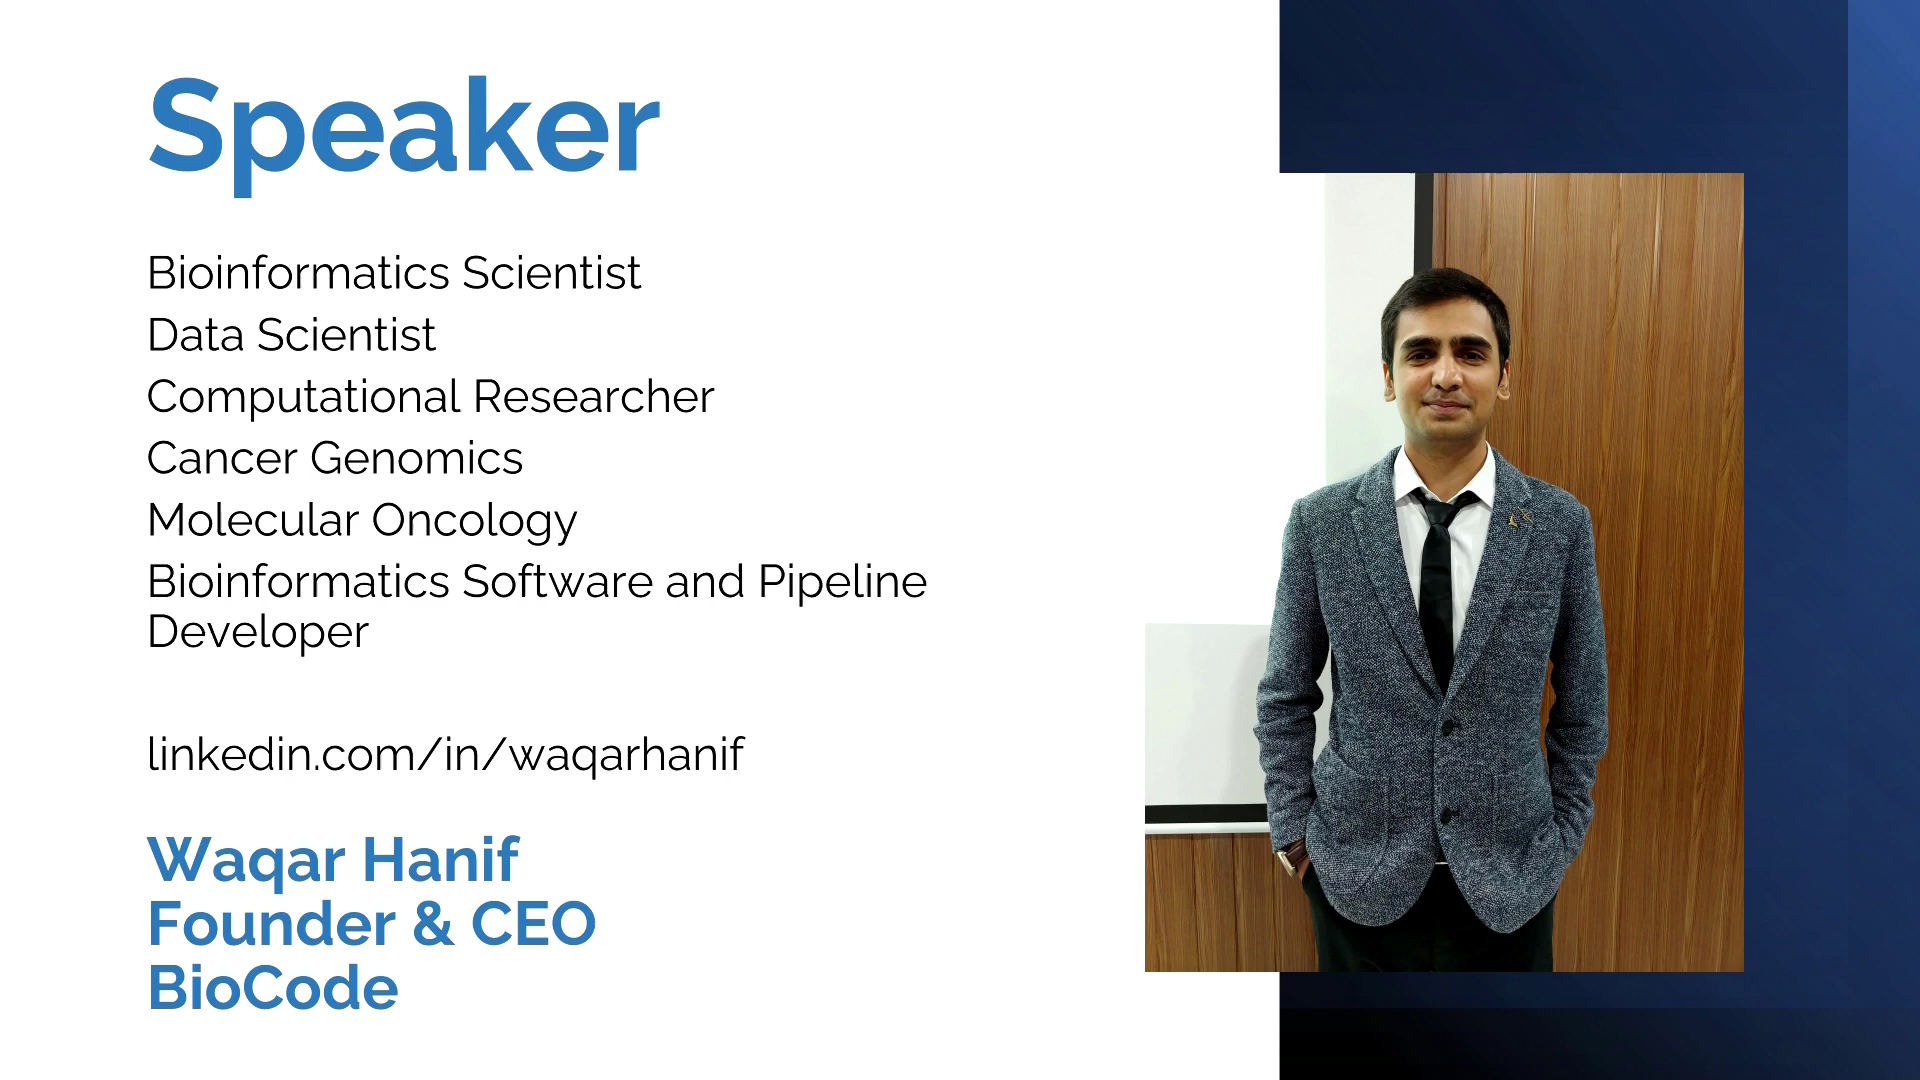 Speaker
Bioinformatics Scientist
Data Scientist
Computational Researcher
Cancer Genomics
Molecular Oncology
Bioinformatics Software and Pipeline
Developer
linkedin.com/in/waqarhanif
Waqar Hanif
Founder & CEO
BioCode